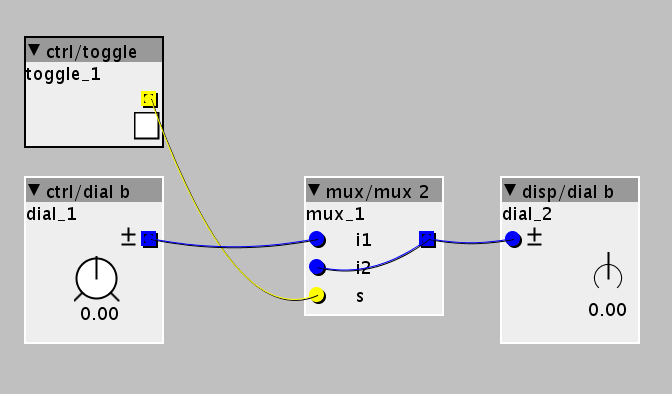 ctrl/toggle
toggle_1
ctrl/dial b
dial_1
±
0.00
mux/mux 2
mux_1
i1
i2
s
disp/dial b
dial_2
±
0.00